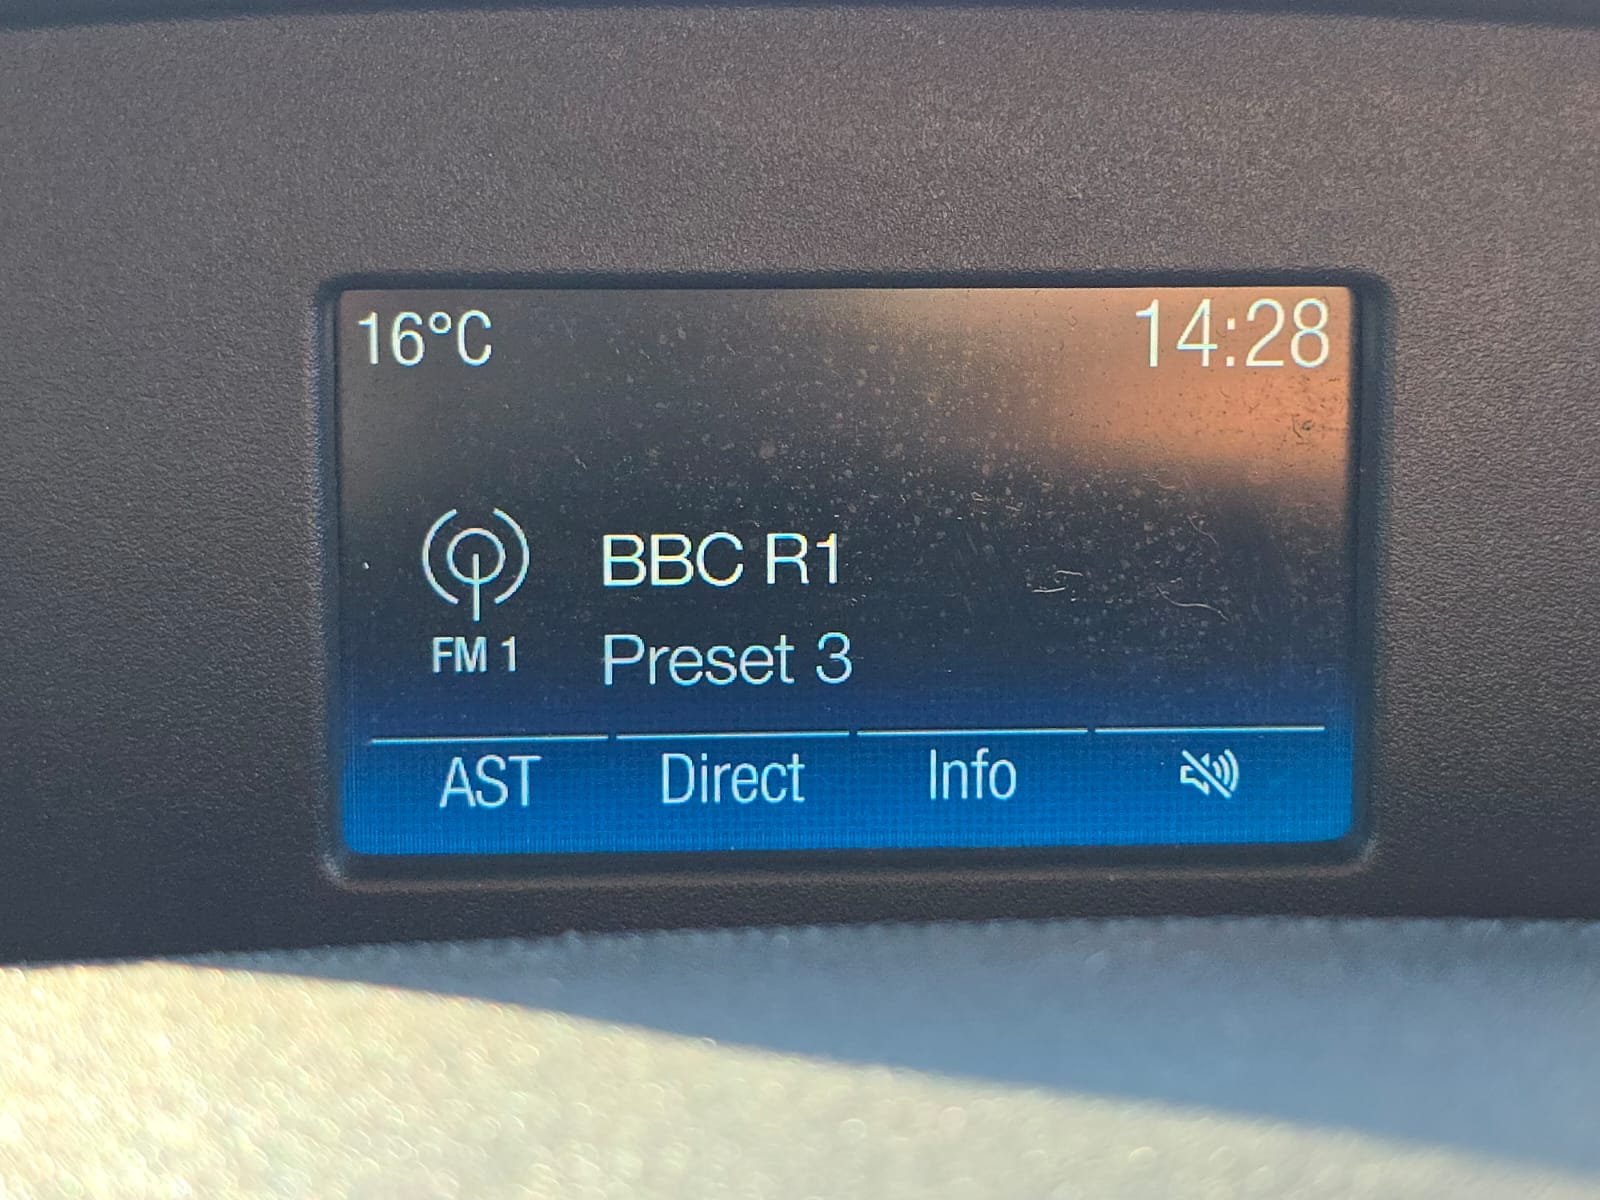 16°C 14:28
BBC R1
FM 1 Preset 3
AST Direct Info